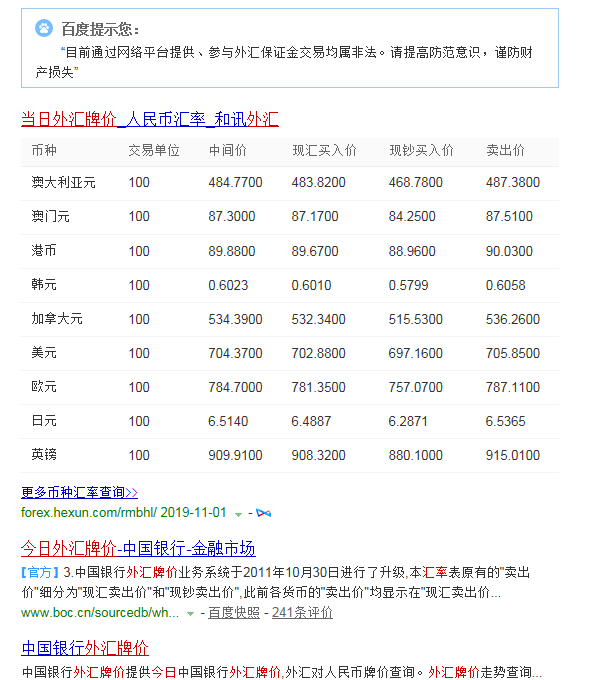 百度提示您：
“目前通过网络平台提供、参与外汇保证金交易均属非法。请提高防范意识，谨防财
产损失”
当日外汇牌价_人民币汇率_和讯外汇
币种 交易单位 中间价 现汇买入价 现钞买入价 卖出价
澳大利亚元 100 484.7700 483.8200 468.7800 487.3800
澳门元 100 87.3000 87.1700 84.2500 87.5100
港币 100 89.8800 89.6700 88.9600 90.0300
韩元 100 0.6023 0.6010 0.5799 0.6058
加拿大元 100 534.3900 532.3400 515.5300 536.2600
美元 100 704.3700 702.8800 697.1600 705.8500
欧元 100 784.7000 781.3500 757.0700 787.1100
日元 100 6.5140 6.4887 6.2871 6.5365
英镑 100 909.9100 908.3200 880.1000 915.0100
更多币种汇率查询>>
forex.hexun.com/rmbhl/ 2019-11-01 -
今日外汇牌价-中国银行-金融市场
【官方】3.中国银行外汇牌价业务系统于2011年10月30日进行了升级,本汇率表原有的"卖出
价"细分为"现汇卖出价"和"现钞卖出价",此前各货币的"卖出价"均显示在"现汇卖出价...
www.boc.cn/sourcedb/wh... - 百度快照 - 241条评价
中国银行外汇牌价
中国银行外汇牌价提供今日中国银行外汇牌价,外汇对人民币牌价查询。外汇牌价走势查询...